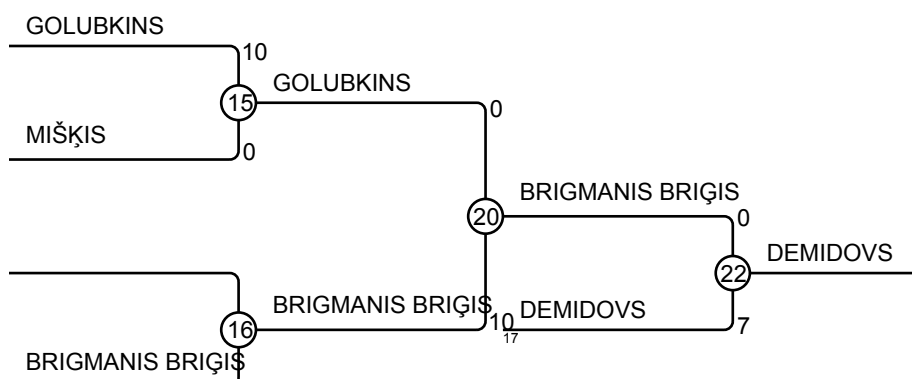 GOLUBKINS
10
GOLUBKINS
15
0
MIŠĶIS
0
BRIGMANIS BRIĢIS
0
20
DEMIDOVS
22
BRIGMANIS BRIĢIS
10
DEMIDOVS
7
16
17
BRIGMANIS BRIĢIS